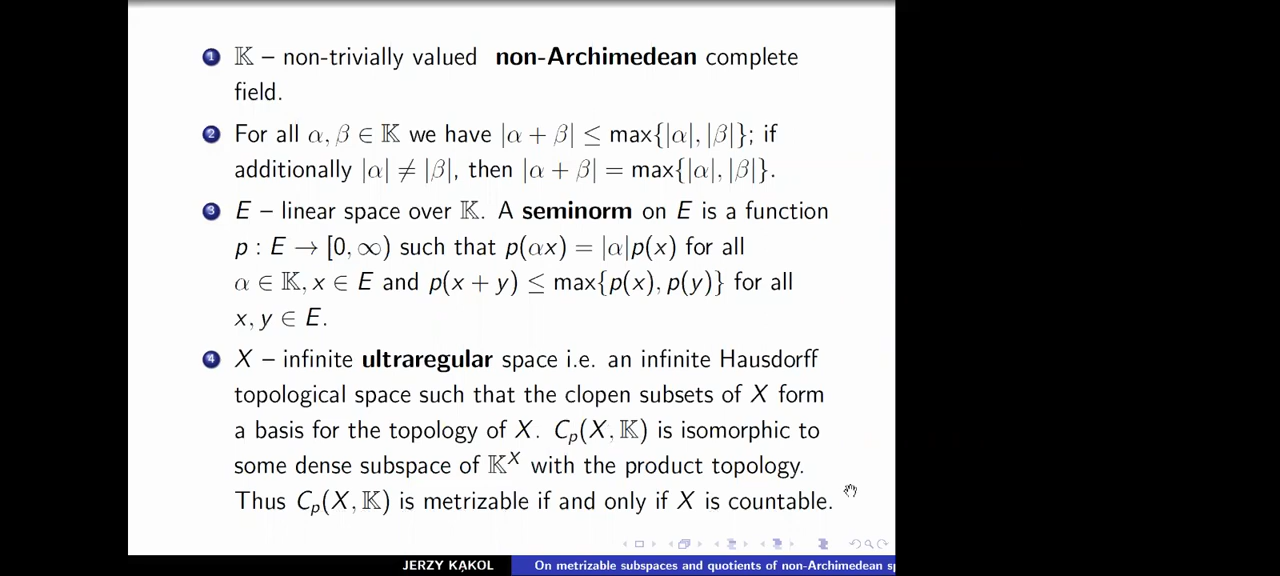 1 𝕂 – non-trivially valued non-Archimedean complete
field.
2 For all α, β ∈ 𝕂 we have |α + β| ≤ max{|α|, |β|}; if
additionally |α| ≠ |β|, then |α + β| = max{|α|, |β|}.
3 E – linear space over 𝕂. A seminorm on E is a function
p : E → [0, ∞) such that p(αx) = |α|p(x) for all
α ∈ 𝕂, x ∈ E and p(x + y) ≤ max{p(x), p(y)} for all
x, y ∈ E.
4 X – infinite ultraregular space i.e. an infinite Hausdorff
topological space such that the clopen subsets of X form
a basis for the topology of X. Cₚ(X, 𝕂) is isomorphic to
some dense subspace of 𝕂ˣ with the product topology.
Thus Cₚ(X, 𝕂) is metrizable if and only if X is countable.
JERZY KĄKOL On metrizable subspaces and quotients of non-Archimedean